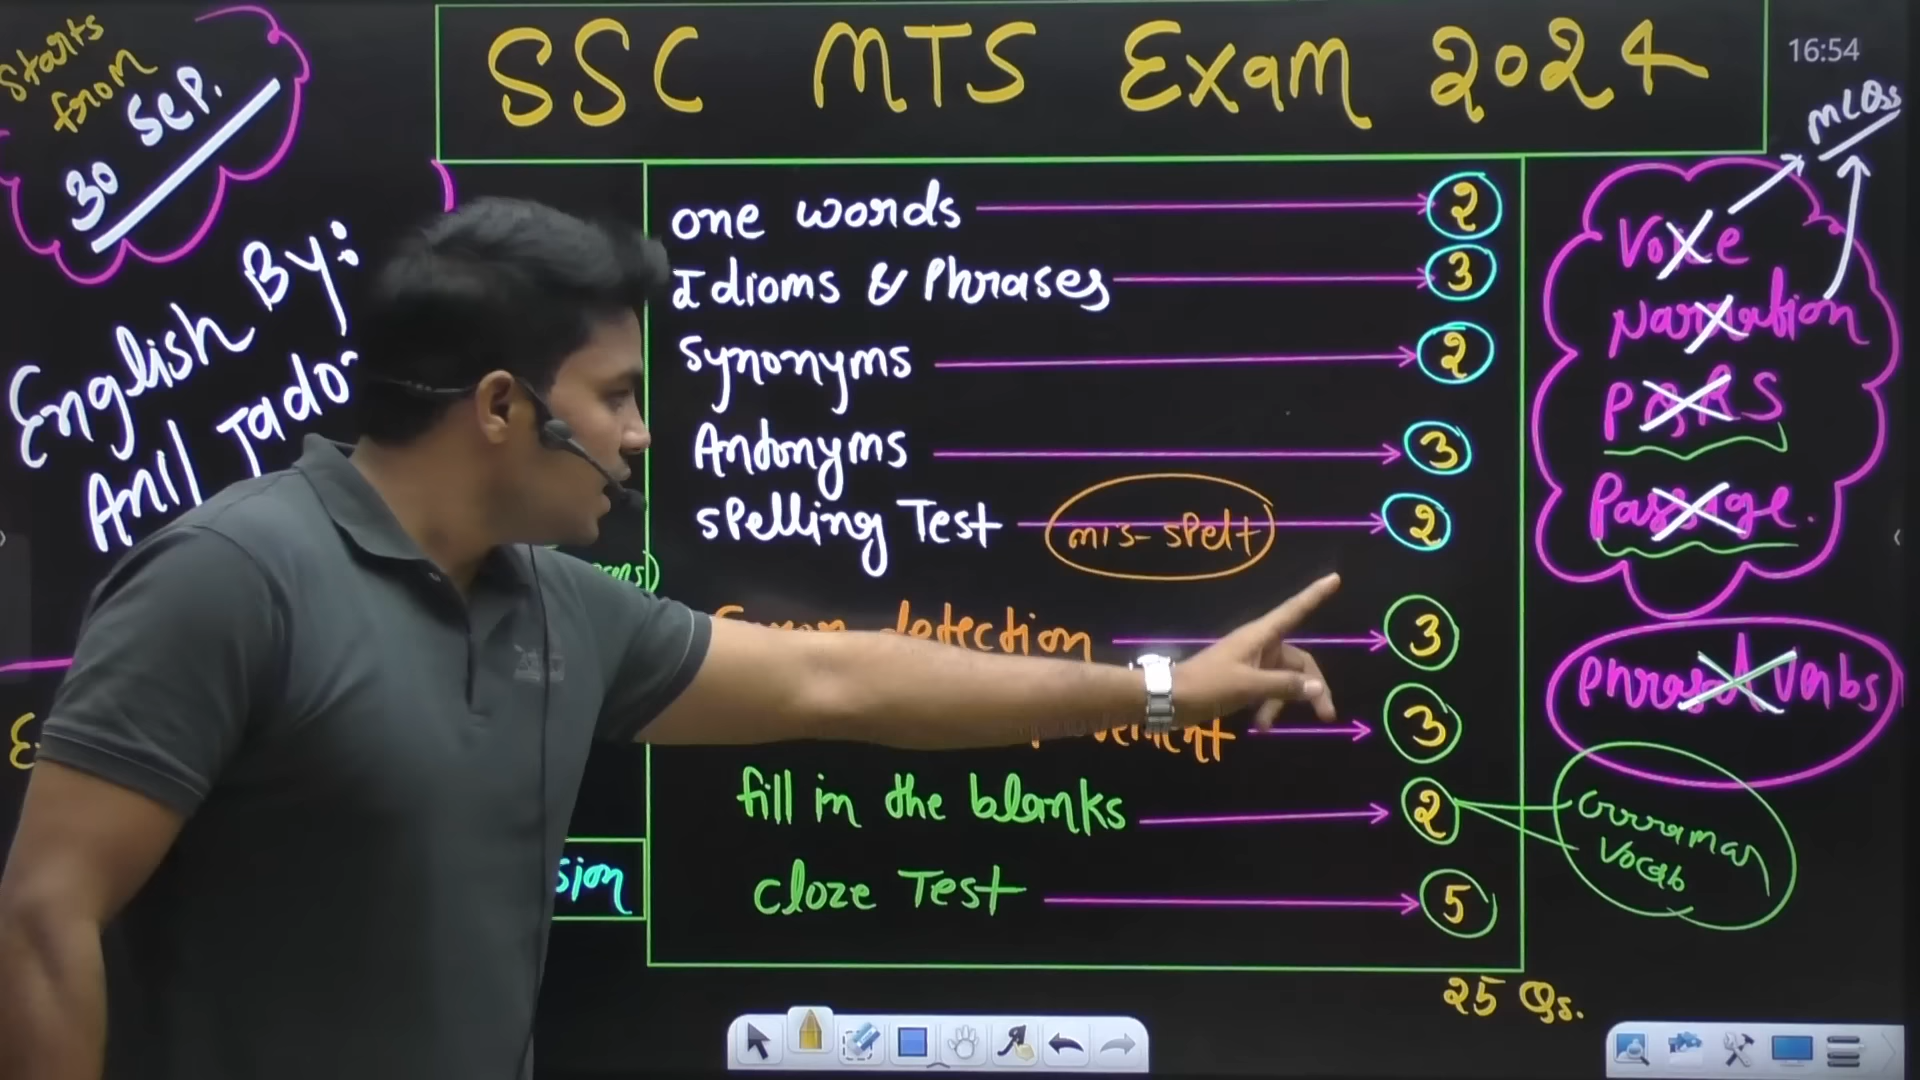 SSC MTS Exam 2024
16:54
MCQs
Starts
from
30 Sep.
English By:
Anil Jado
one words 2
Idioms & Phrases 3
Synonyms 2
Antonyms 3
Spelling Test mis-spelt 2
detection 3
3
fill in the blanks 2
Cloze Test 5
25 Qs.
Voice
Narration
PQRS
Passage.
Phrasal Verbs
Grammar
Vocab
sion